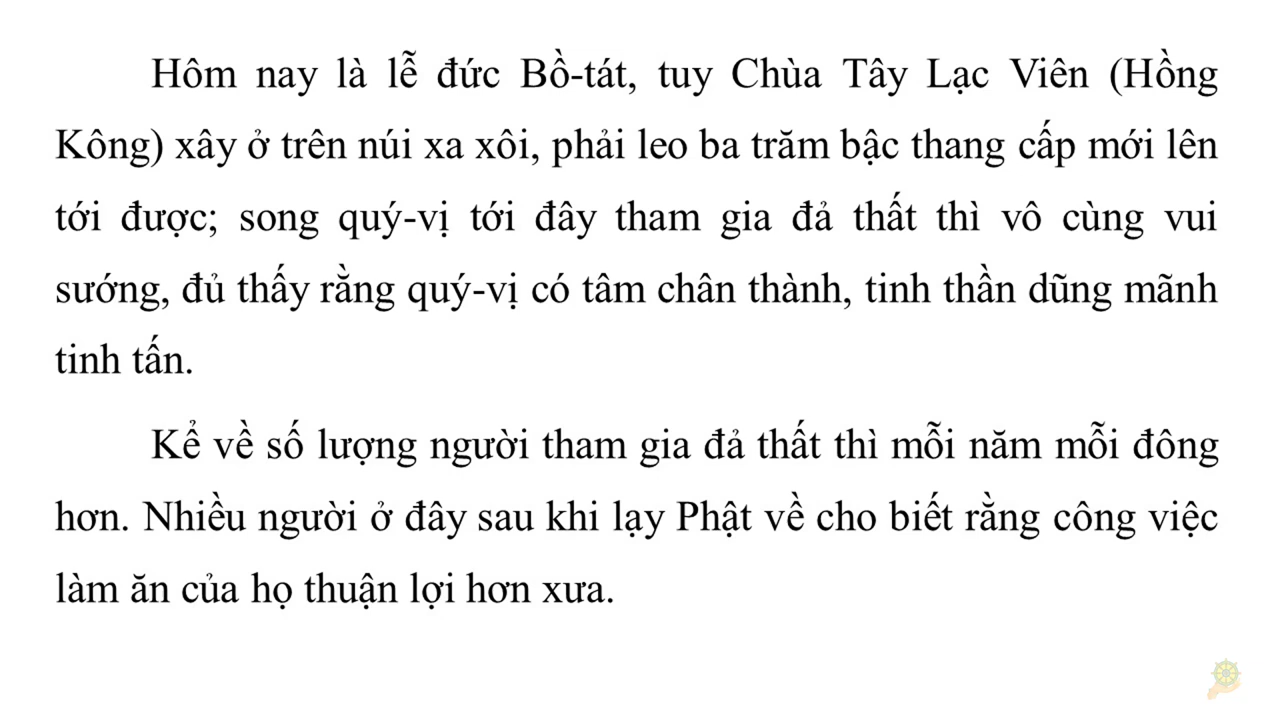 Hôm nay là lễ đức Bồ-tát, tuy Chùa Tây Lạc Viên (Hồng
Kông) xây ở trên núi xa xôi, phải leo ba trăm bậc thang cấp mới lên
tới được; song quý-vị tới đây tham gia đả thất thì vô cùng vui
sướng, đủ thấy rằng quý-vị có tâm chân thành, tinh thần dũng mãnh
tinh tấn.
Kể về số lượng người tham gia đả thất thì mỗi năm mỗi đông
hơn. Nhiều người ở đây sau khi lạy Phật về cho biết rằng công việc
làm ăn của họ thuận lợi hơn xưa.